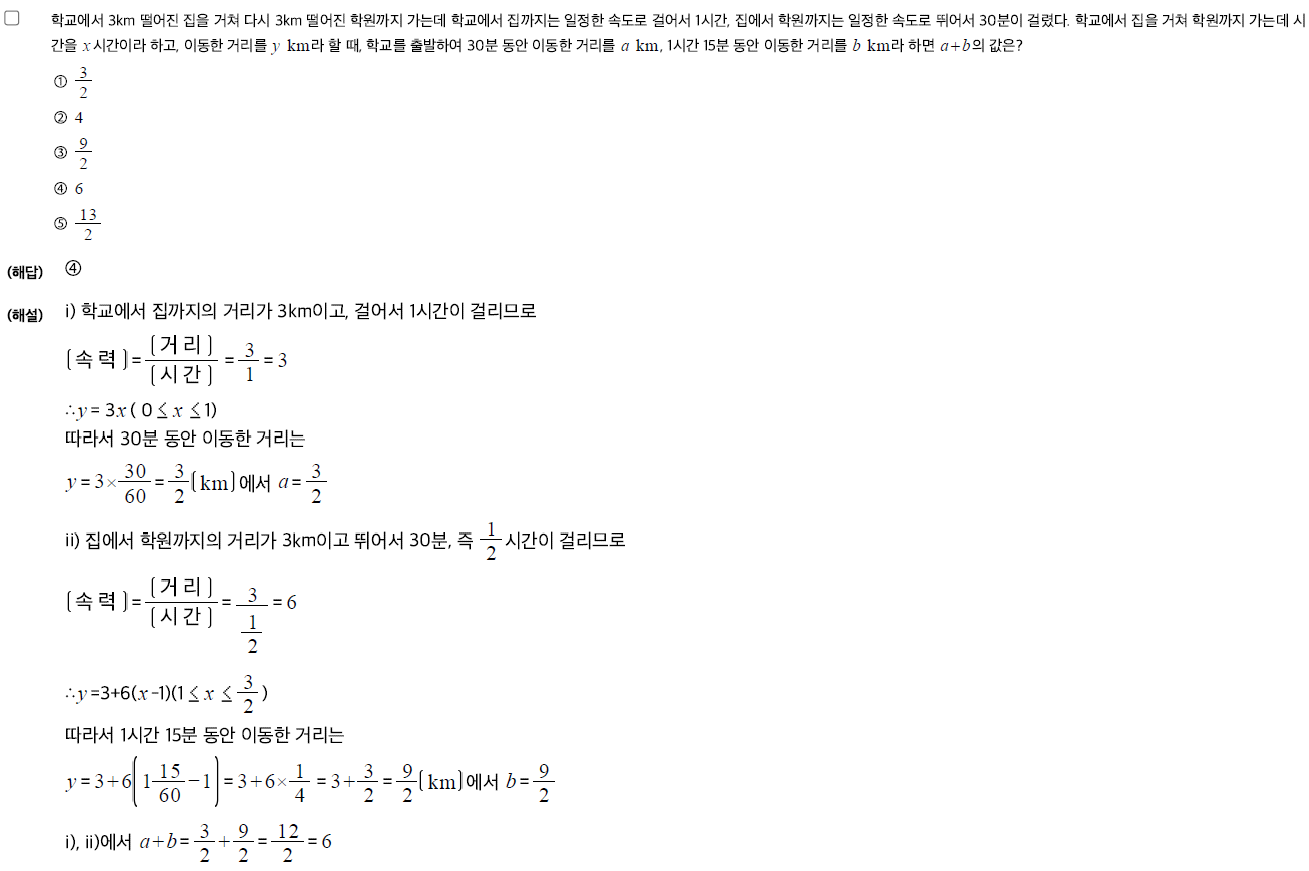 학교에서 3km 떨어진 집을 거쳐 다시 3km 떨어진 학원까지 가는데 학교에서 집까지는 일정한 속도로 걸어서 1시간, 집에서 학원까지는 일정한 속도로 뛰어서 30분이 걸렸다. 학교에서 집을 거쳐 학원까지 가는데 시
간을 x시간이라 하고, 이동한 거리를 y km라 할 때, 학교를 출발하여 30분 동안 이동한 거리를 a km, 1시간 15분 동안 이동한 거리를 b km라 하면 a+b의 값은?
① 3/2
② 4
③ 9/2
④ 6
⑤ 13/2
(해답) ④
(해설) i) 학교에서 집까지의 거리가 3km이고, 걸어서 1시간이 걸리므로
(속력)=(거리)/(시간)=3/1=3
∴y=3x(0≤x≤1)
따라서 30분 동안 이동한 거리는
y=3×30/60=3/2(km)에서 a=3/2
ii) 집에서 학원까지의 거리가 3km이고 뛰어서 30분, 즉 1/2시간이 걸리므로
(속력)=(거리)/(시간)=3/(1/2)=6
∴y=3+6(x-1)(1≤x≤3/2)
따라서 1시간 15분 동안 이동한 거리는
y=3+6(1 15/60-1)=3+6×1/4=3+3/2=9/2(km)에서 b=9/2
i), ii)에서 a+b=3/2+9/2=12/2=6